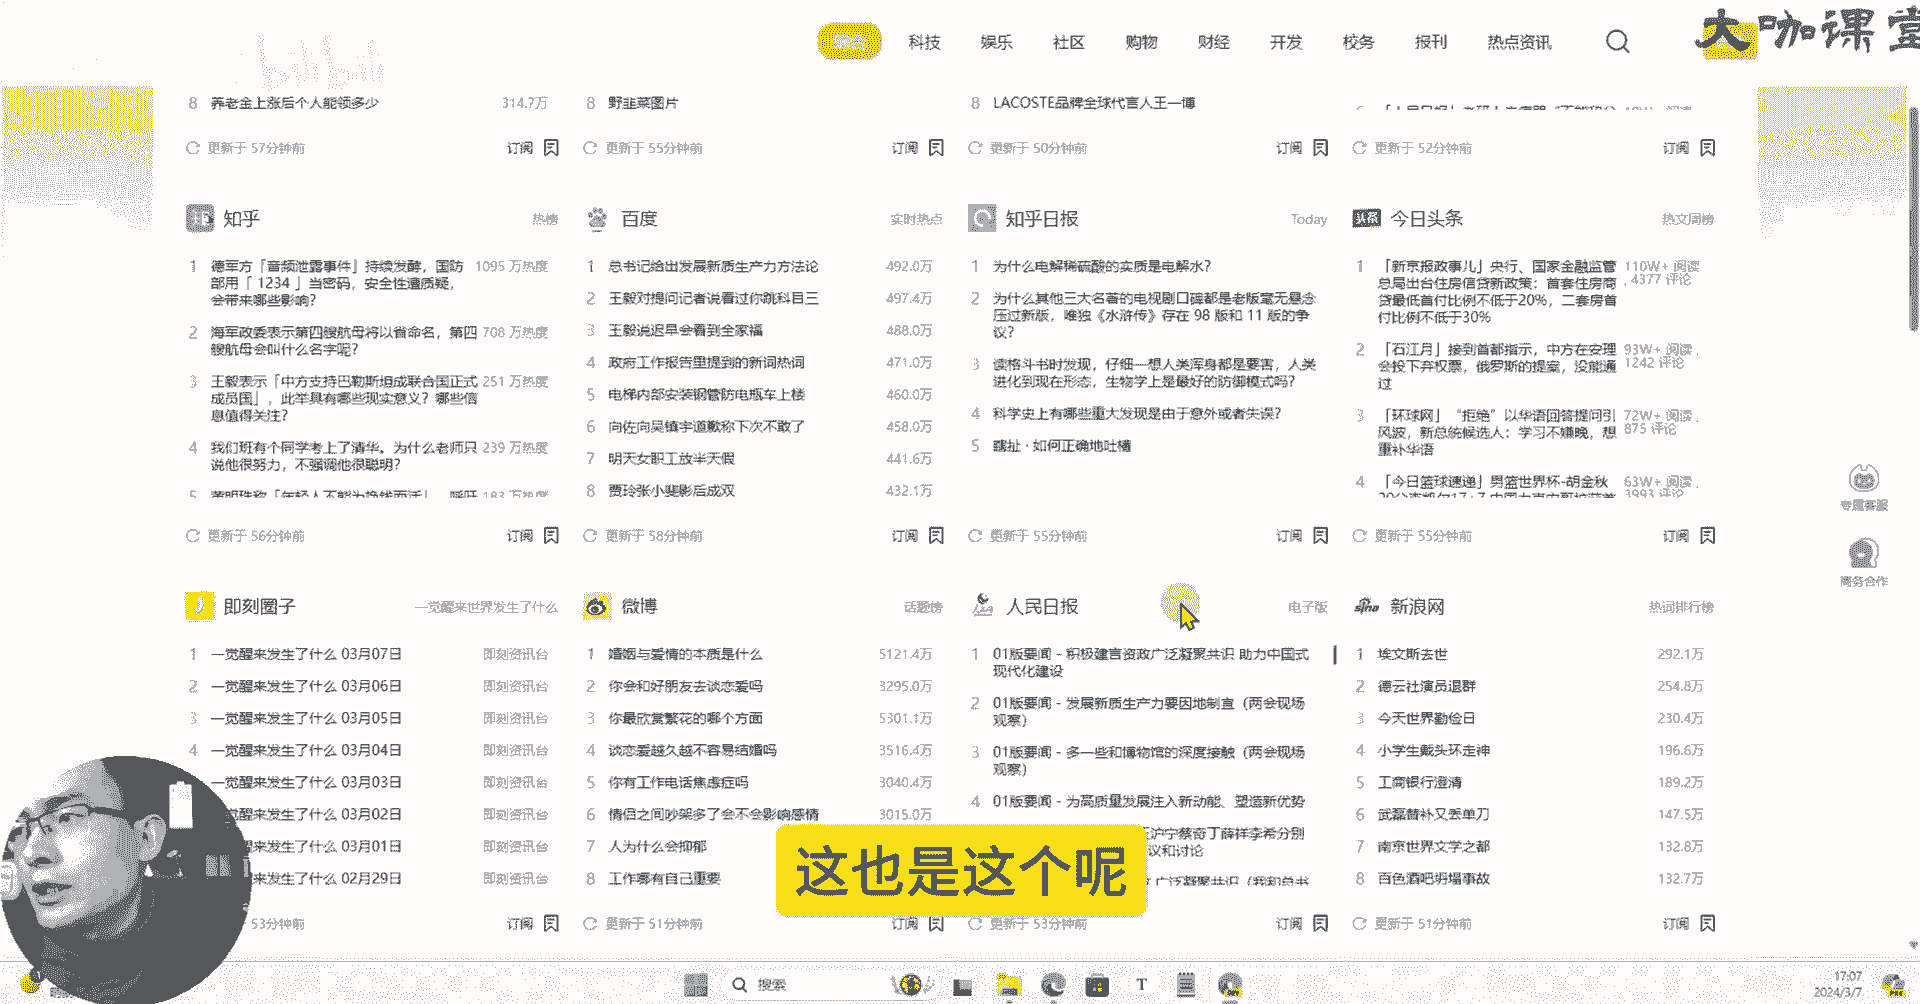 bilibili
综合 科技 娱乐 社区 购物 财经 开发 校务 报刊 热点资讯
大咖课堂
8 养老金上涨后个人能领多少 314.7万
更新于 57分钟前 订阅
8 野韭菜图片
更新于 55分钟前 订阅
8 LACOSTE品牌全球代言人王一博
更新于 50分钟前 订阅
更新于 52分钟前 订阅
知乎 热榜
1 德军方「音频泄露事件」持续发酵，国防 1095 万热度
部用「 1234 」当密码，安全性遭质疑，
会带来哪些影响？
2 海军政委表示第四艘航母将以省命名，第四 708 万热度
艘航母会叫什么名字呢？
3 王毅表示「中方支持巴勒斯坦成联合国正式 251 万热度
成员国」，此举具有哪些现实意义？哪些信
息值得关注？
4 我们班有个同学考上了清华。为什么老师只 239 万热度
说他很努力，不强调他很聪明？
更新于 56分钟前 订阅
百度 实时热点
1 总书记给出发展新质生产力方法论 492.0万
2 王毅对提问记者说看过你跳科目三 497.4万
3 王毅说迟早会看到全家福 488.0万
4 政府工作报告里提到的新词热词 471.0万
5 电梯内部安装钢管防电瓶车上楼 460.0万
6 向佐向吴镇宇道歉称下次不敢了 458.0万
7 明天女职工放半天假 441.6万
8 贾玲张小斐影后成双 432.1万
更新于 58分钟前 订阅
知乎日报 Today
1 为什么电解稀硫酸的实质是电解水？
2 为什么其他三大名著的电视剧口碑都是老版毫无悬念
压过新版，唯独《水浒传》存在 98 版和 11 版的争
议？
3 读格斗书时发现，仔细一想人类浑身都是要害，人类
进化到现在形态，生物学上是最好的防御模式吗？
4 科学史上有哪些重大发现是由于意外或者失误？
5 瞎扯 · 如何正确地吐槽
更新于 55分钟前 订阅
头条 今日头条 热文周榜
1 「新京报政事儿」央行、国家金融监管 110W+ 阅读
总局出台住房信贷新政策：首套住房商 , 4377 评论
贷最低首付比例不低于20%，二套房首
付比例不低于30%
2 「石江月」接到首都指示，中方在安理 93W+ 阅读 ,
会投下弃权票，俄罗斯的提案，没能通 1242 评论
过
3 「环球网」“拒绝”以华语回答提问引 72W+ 阅读 ,
风波，新总统候选人：学习不嫌晚，想 875 评论
重补华语
4 「今日篮球速递」男篮世界杯-胡金秋 63W+ 阅读 ,
3993 评论
更新于 55分钟前 订阅
专属客服
商务合作
即刻圈子 一觉醒来世界发生了什么
1 一觉醒来发生了什么 03月07日 即刻资讯台
2 一觉醒来发生了什么 03月06日 即刻资讯台
3 一觉醒来发生了什么 03月05日 即刻资讯台
4 一觉醒来发生了什么 03月04日 即刻资讯台
一觉醒来发生了什么 03月03日 即刻资讯台
觉醒来发生了什么 03月02日 即刻资讯台
觉醒来发生了什么 03月01日 即刻资讯台
来发生了什么 02月29日 即刻资讯台
53分钟前 订阅
微博 话题榜
1 婚姻与爱情的本质是什么 5121.4万
2 你会和好朋友去谈恋爱吗 3295.0万
3 你最欣赏繁花的哪个方面 5301.1万
4 谈恋爱越久越不容易结婚吗 3516.4万
5 你有工作电话焦虑症吗 3040.4万
6 情侣之间吵架多了会不会影响感情 3015.0万
7 人为什么会抑郁
8 工作哪有自己重要
更新于 51分钟前 订阅
人民日报 电子版
1 01版要闻 - 积极建言资政广泛凝聚共识 助力中国式
现代化建设
2 01版要闻 - 发展新质生产力要因地制宜（两会现场
观察）
3 01版要闻 - 多一些和博物馆的深度接触（两会现场
观察）
4 01版要闻 - 为高质量发展注入新动能、塑造新优势
沪宁蔡奇丁薛祥李希分别
议和讨论
更新于 53分钟前 订阅
sina 新浪网 热词排行榜
1 埃文斯去世 292.1万
2 德云社演员退群 254.8万
3 今天世界勤俭日 230.4万
4 小学生戴头环走神 196.6万
5 工商银行澄清 189.2万
6 武磊替补又丢单刀 147.5万
7 南京世界文学之都 132.8万
8 百色酒吧坍塌事故 132.7万
更新于 51分钟前 订阅
这也是这个呢
搜索
17:07
2024/3/7